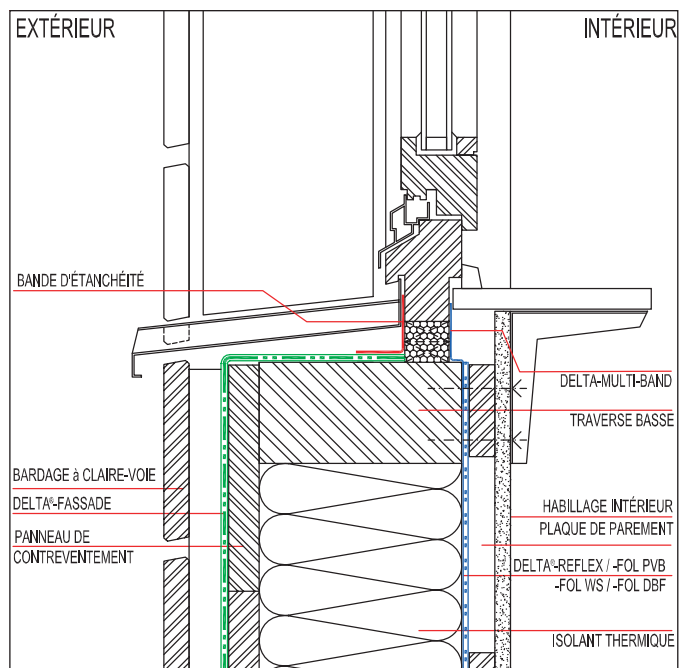 EXTÉRIEUR
INTÉRIEUR
BANDE D'ÉTANCHÉITÉ
DELTA-MULTI-BAND
TRAVERSE BASSE
BARDAGE à CLAIRE-VOIE
DELTA®-FASSADE
PANNEAU DE
CONTREVENTEMENT
HABILLAGE INTÉRIEUR
PLAQUE DE PAREMENT
DELTA®-REFLEX / -FOL PVB
-FOL WS / -FOL DBF
ISOLANT THERMIQUE